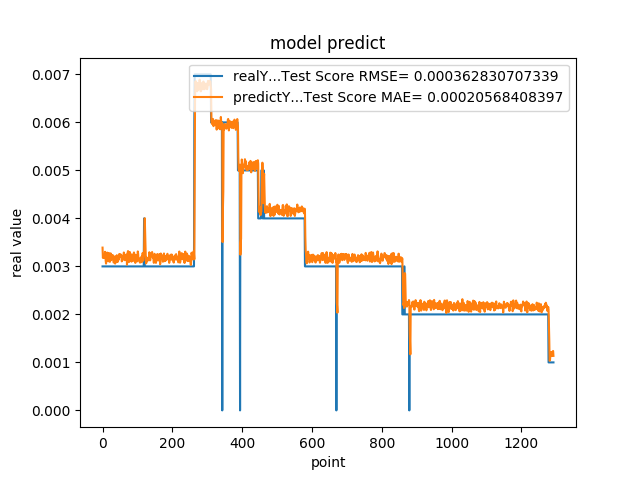 model predict
realY...Test Score RMSE= 0.000362830707339
predictY...Test Score MAE= 0.00020568408397
0.007
0.006
0.005
0.004
0.003
0.002
0.001
0.000
real value
0 200 400 600 800 1000 1200
point